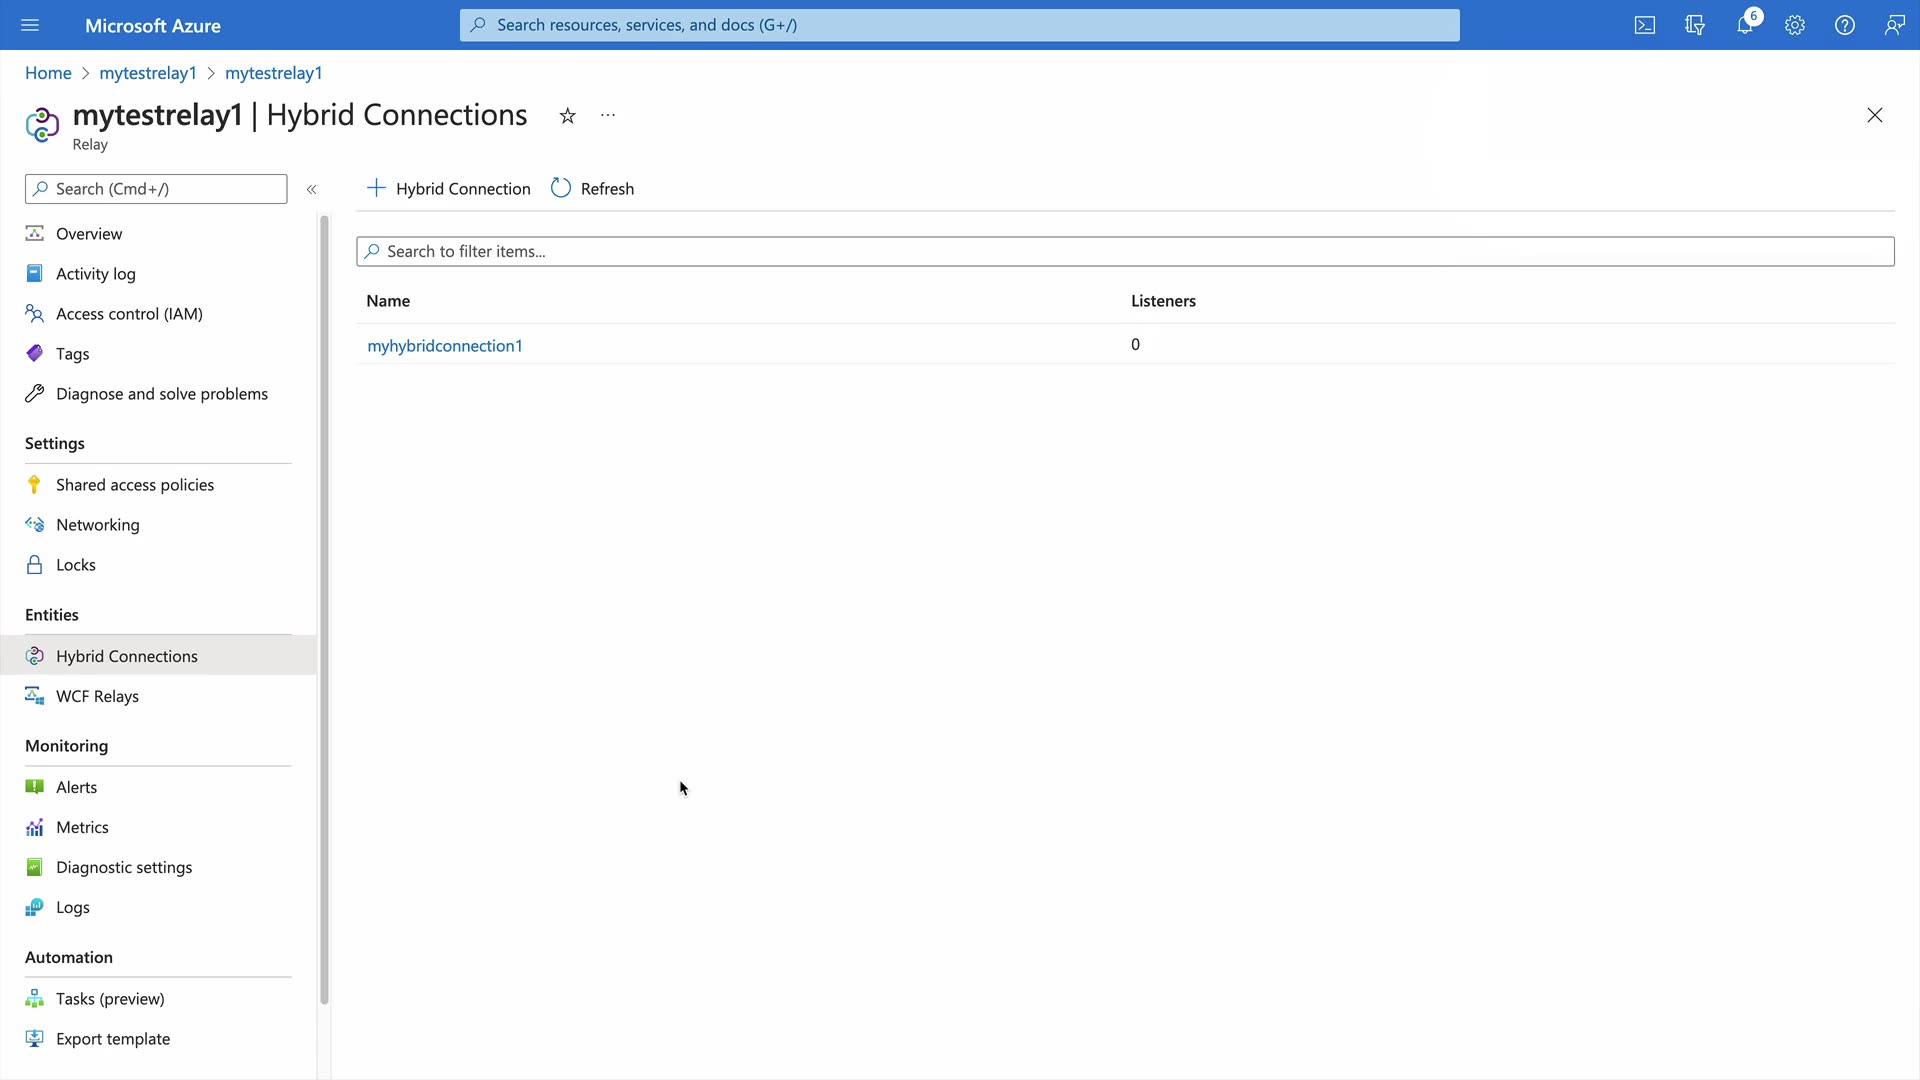 Microsoft Azure
Search resources, services, and docs (G+/)
6
Home > mytestrelay1 > mytestrelay1
mytestrelay1 | Hybrid Connections
Relay
Search (Cmd+/)
Hybrid Connection
Refresh
Overview
Activity log
Access control (IAM)
Tags
Diagnose and solve problems
Settings
Shared access policies
Networking
Locks
Entities
Hybrid Connections
WCF Relays
Monitoring
Alerts
Metrics
Diagnostic settings
Logs
Automation
Tasks (preview)
Export template
Search to filter items...
Name Listeners
myhybridconnection1 0